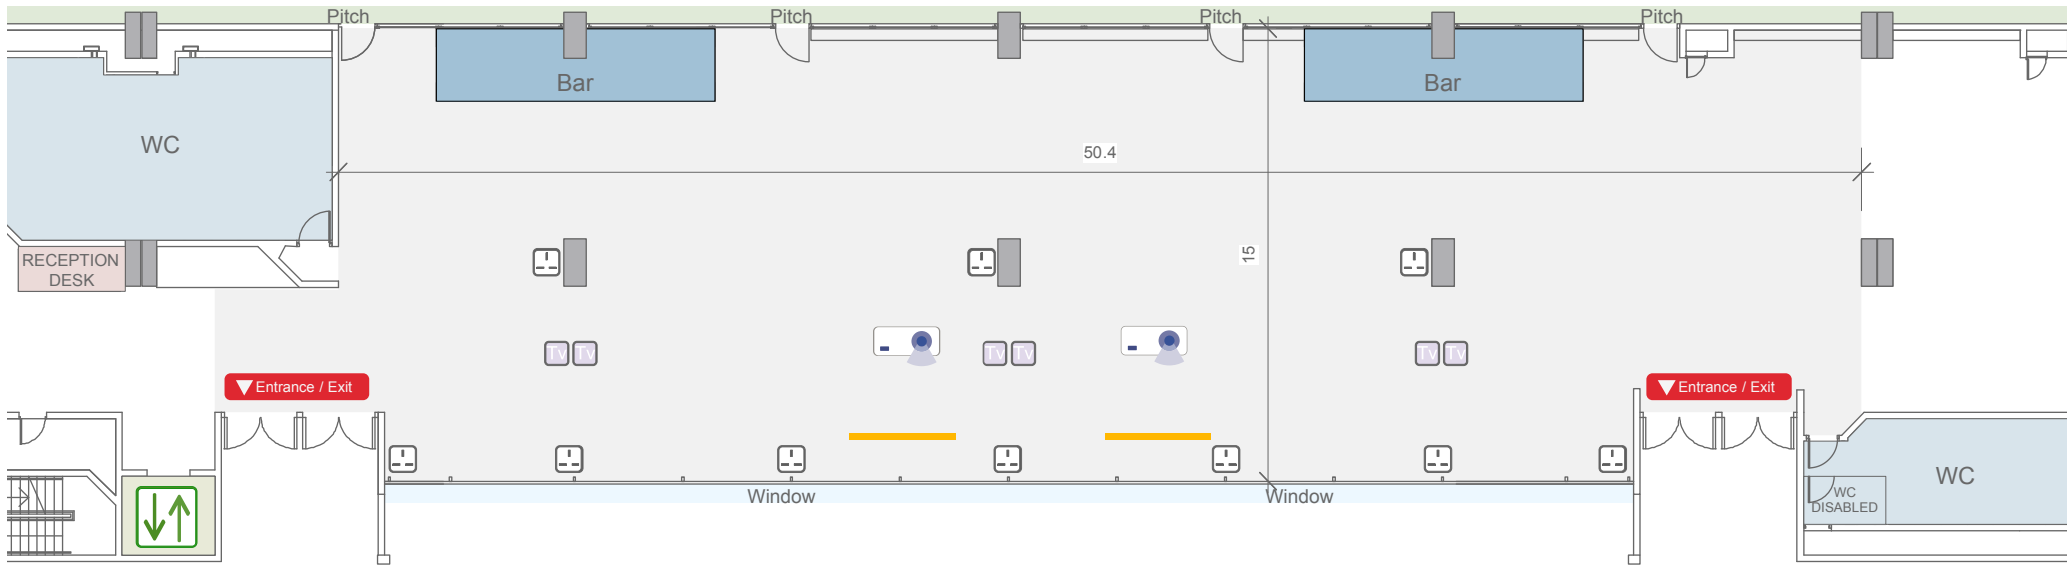 Pitch
Pitch
Pitch
Pitch
Bar
Bar
WC
50.4
15
RECEPTION
DESK
Tv
Tv
Tv
Tv
Tv
Tv
Entrance / Exit
Entrance / Exit
WC
WC
DISABLED
Window
Window